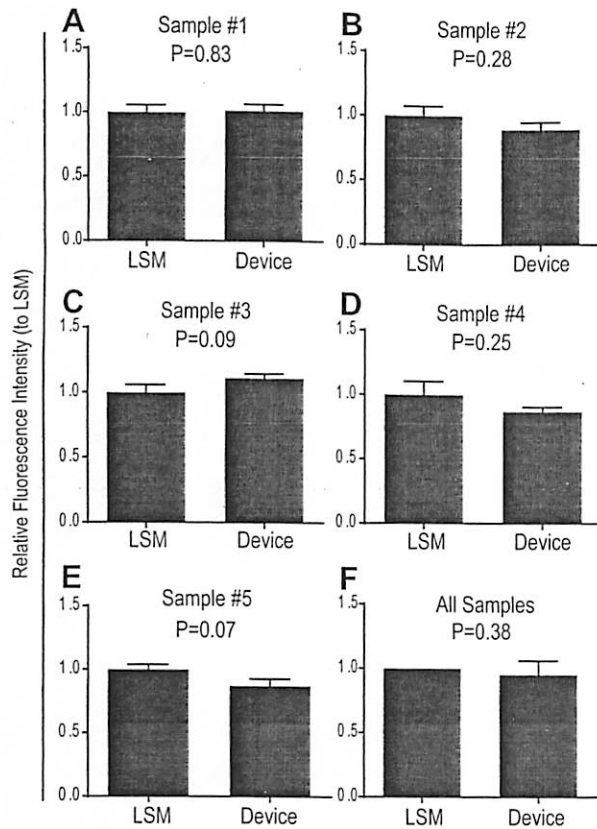 Relative Fluorescence Intensity (to LSM)
A
Sample #1
P=0.83
1.5
1.0
0.5
0.0
LSM
Device
B
Sample #2
P=0.28
1.5
1.0
0.5
0.0
LSM
Device
C
Sample #3
P=0.09
1.5
1.0
0.5
0.0
LSM
Device
D
Sample #4
P=0.25
1.5
1.0
0.5
0.0
LSM
Device
E
Sample #5
P=0.07
1.5
1.0
0.5
0.0
LSM
Device
F
All Samples
P=0.38
1.5
1.0
0.5
0.0
LSM
Device